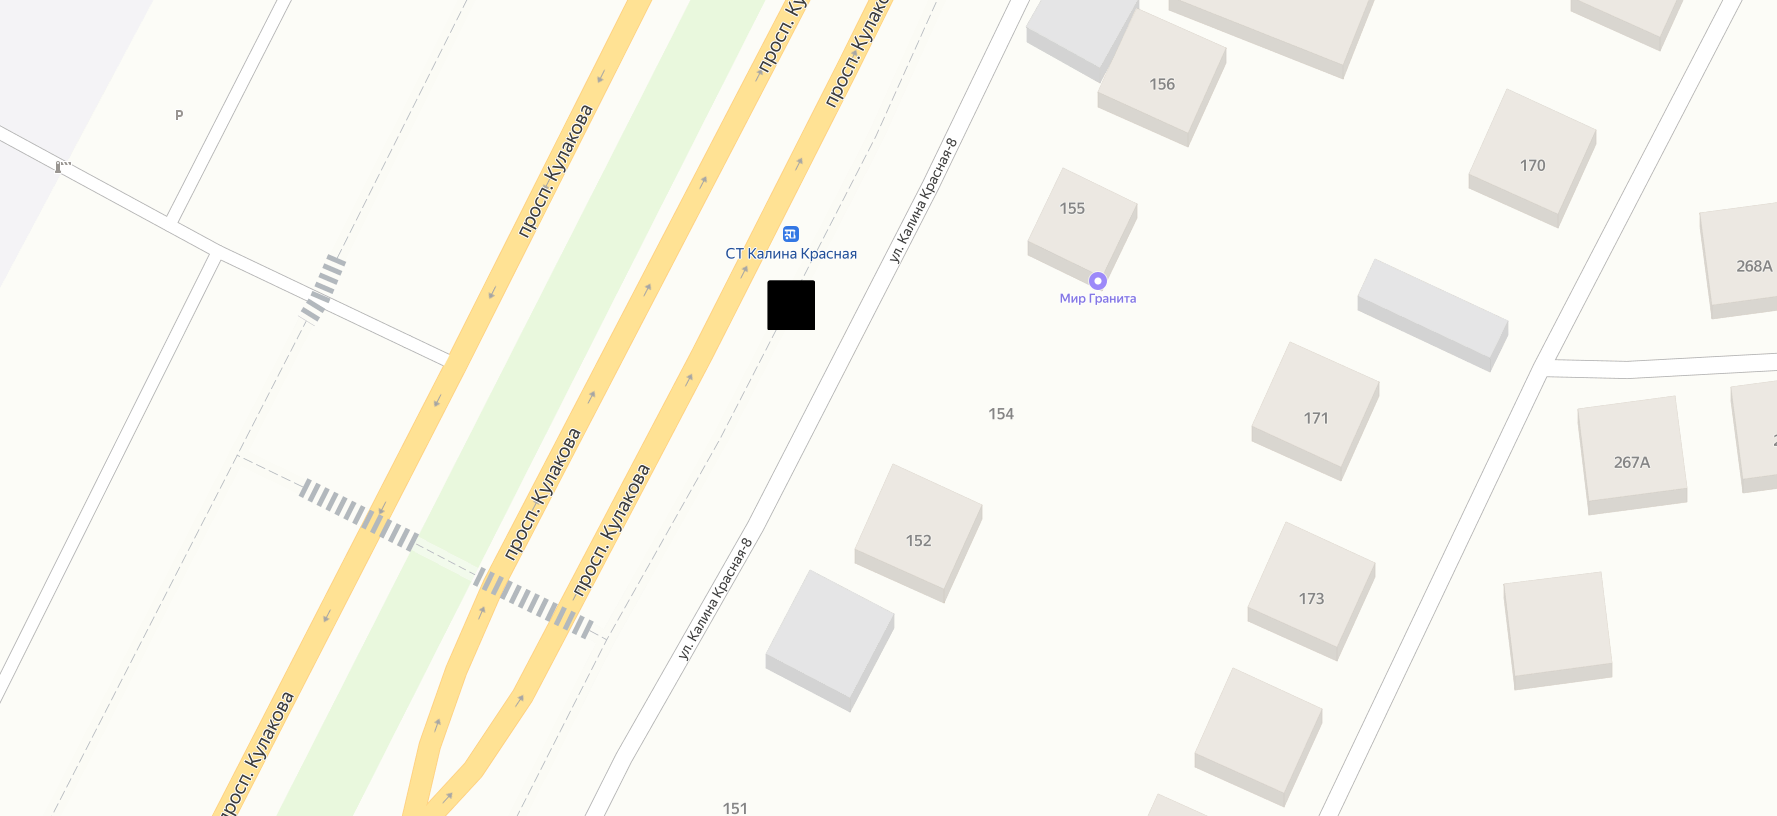 просп. Ку
просп. Кулако
156
P
просп. Кулакова
ул. Калина Красная-8
170
155
СТ Калина Красная
268А
Мир Гранита
154
171
2
267А
просп. Кулакова
просп. Кулакова
152
ул. Калина Красная-8
173
просп. Кулакова
151